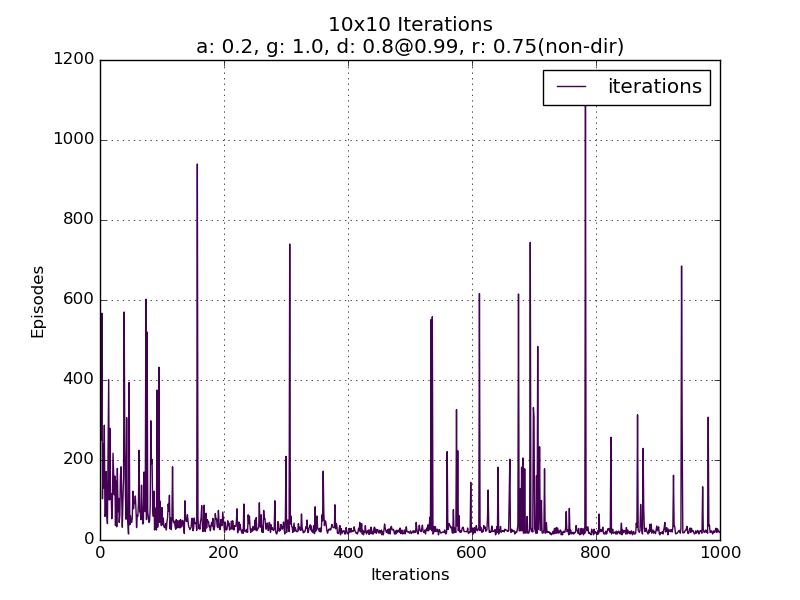 10x10 Iterations
a: 0.2, g: 1.0, d: 0.8@0.99, r: 0.75(non-dir)
iterations
1200
1000
800
600
400
200
0
Episodes
0 200 400 600 800 1000
Iterations